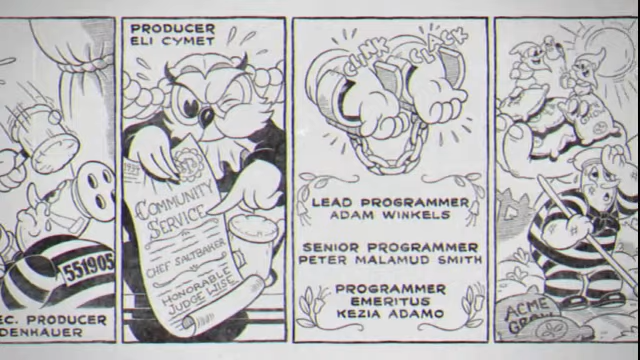 551905
EC. PRODUCER
DENHAUER
PRODUCER
ELI CYMET
COMMUNITY
SERVICE
CHEF SALTBAKER
HONORABLE
JUDGE WISE
CLINK
CLACK
LEAD PROGRAMMER
ADAM WINKELS
SENIOR PROGRAMMER
PETER MALAMUD SMITH
PROGRAMMER
EMERITUS
KEZIA ADAMO
ACME